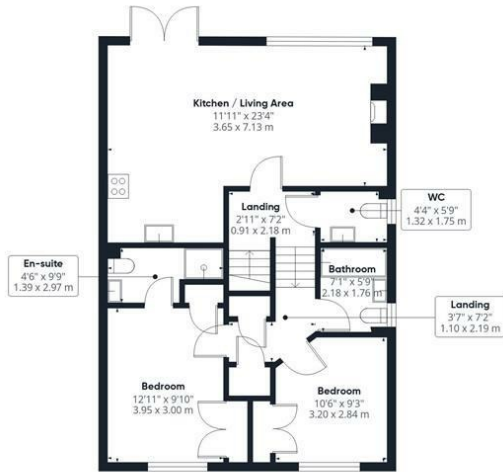 Kitchen / Living Area
11'11" x 23'4"
3.65 x 7.13 m
Landing
2'11" x 7'2"
0.91 x 2.18 m
WC
4'4" x 5'9"
1.32 x 1.75 m
En-suite
4'6" x 9'9"
1.39 x 2.97 m
Bathroom
7'1" x 5'9"
2.18 x 1.76 m
Landing
3'7" x 7'2"
1.10 x 2.19 m
Bedroom
12'11" x 9'10"
3.95 x 3.00 m
Bedroom
10'6" x 9'3"
3.20 x 2.84 m